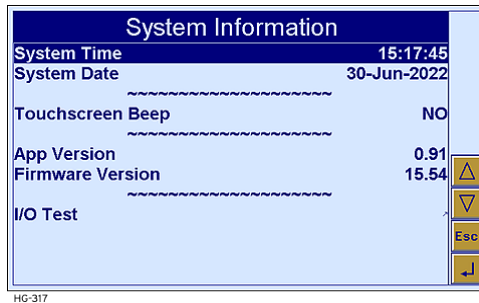 System Information
System Time 15:17:45
System Date 30-Jun-2022
~~~~~~~~~~~~~~~~~~~~
Touchscreen Beep NO
~~~~~~~~~~~~~~~~~~~~
App Version 0.91
Firmware Version 15.54
~~~~~~~~~~~~~~~~~~~~
I/O Test
Esc
HG-317